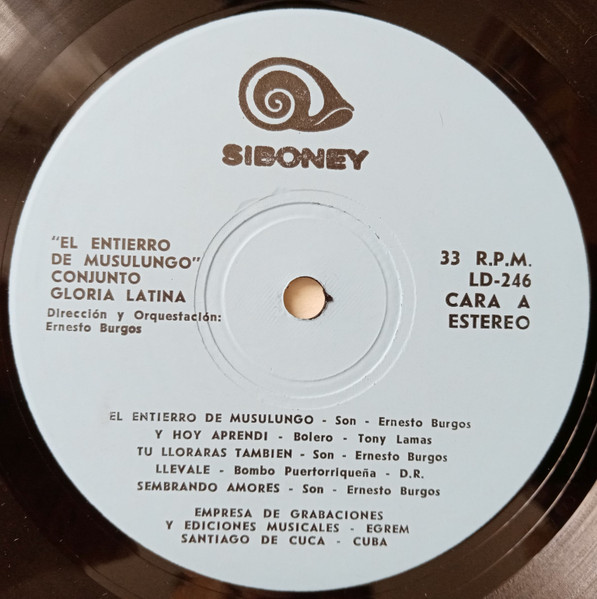 SIBONEY
"EL ENTIERRO
DE MUSULUNGO"
CONJUNTO
GLORIA LATINA
Dirección y Orquestación:
Ernesto Burgos
33 R.P.M.
LD-246
CARA A
ESTEREO
EL ENTIERRO DE MUSULUNGO - Son - Ernesto Burgos
Y HOY APRENDI - Bolero - Tony Lamas
TU LLORARAS TAMBIEN - Son - Ernesto Burgos
LLEVALE - Bombo Puertorriqueña - D.R.
SEMBRANDO AMORES - Son - Ernesto Burgos
EMPRESA DE GRABACIONES
Y EDICIONES MUSICALES - EGREM
SANTIAGO DE CUCA - CUBA